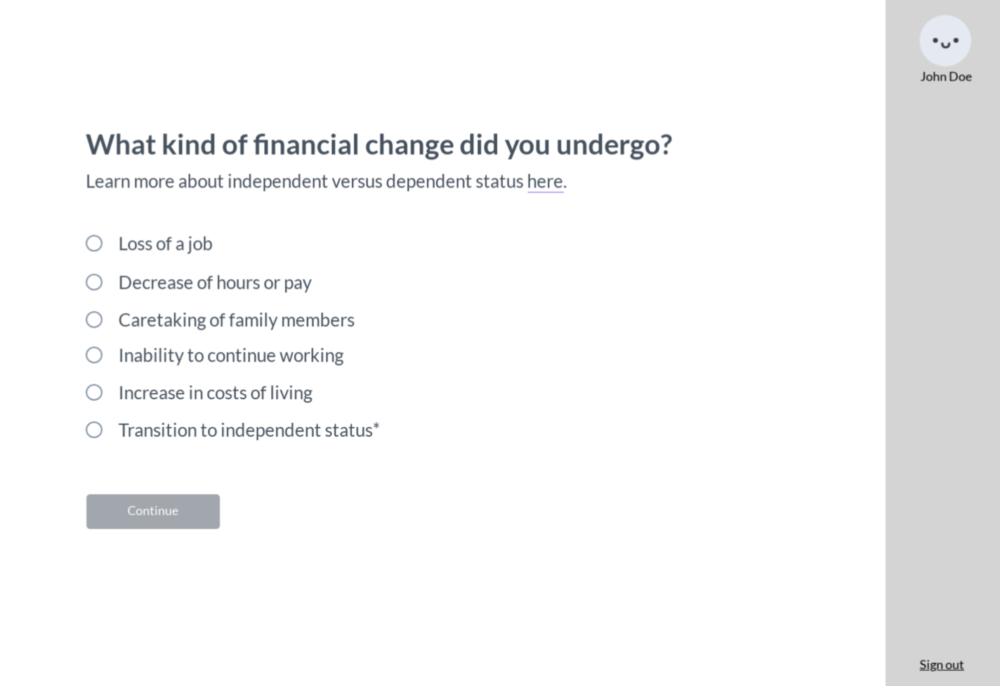 John Doe
What kind of financial change did you undergo?
Learn more about independent versus dependent status here.
Loss of a job
Decrease of hours or pay
Caretaking of family members
Inability to continue working
Increase in costs of living
Transition to independent status*
Continue
Sign out